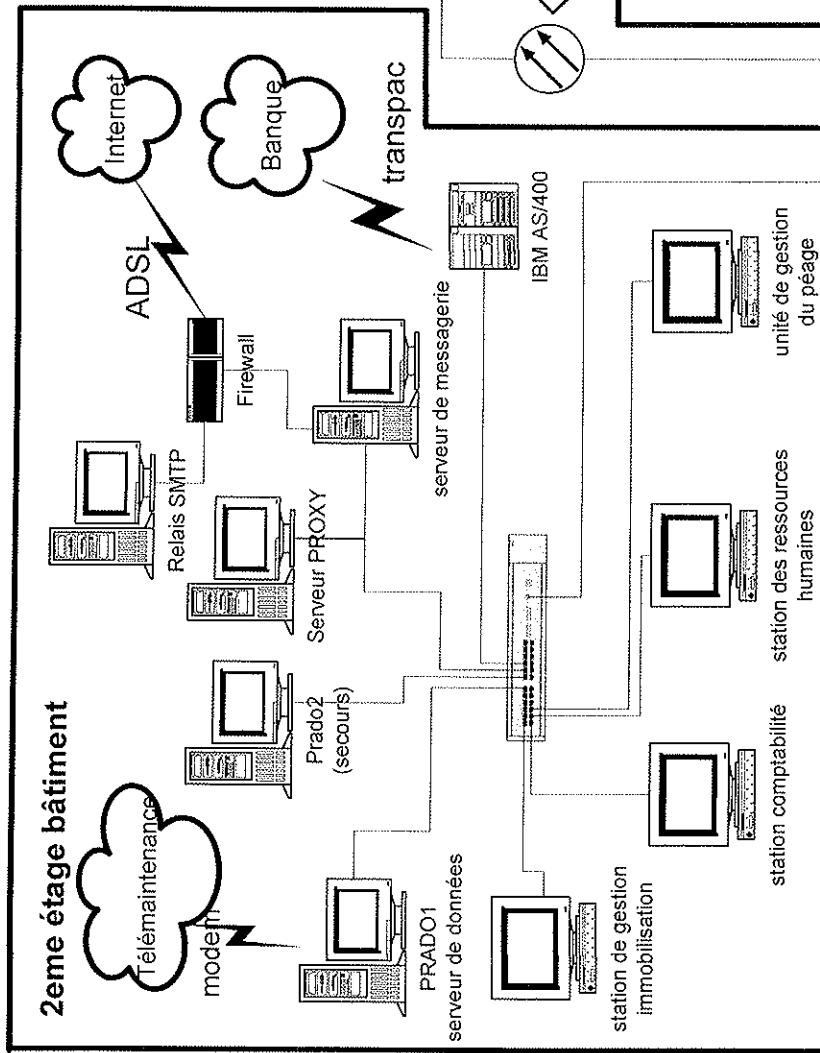 2eme étage bâtiment
Télémaintenance
modem
Relais SMTP
ADSL
Internet
Firewall
Banque
transpac
Prado2
(secours)
Serveur PROXY
serveur de messagerie
IBM AS/400
PRADO1
serveur de données
station de gestion
immobilisation
station comptabilité
station des ressources
humaines
unité de gestion
du péage